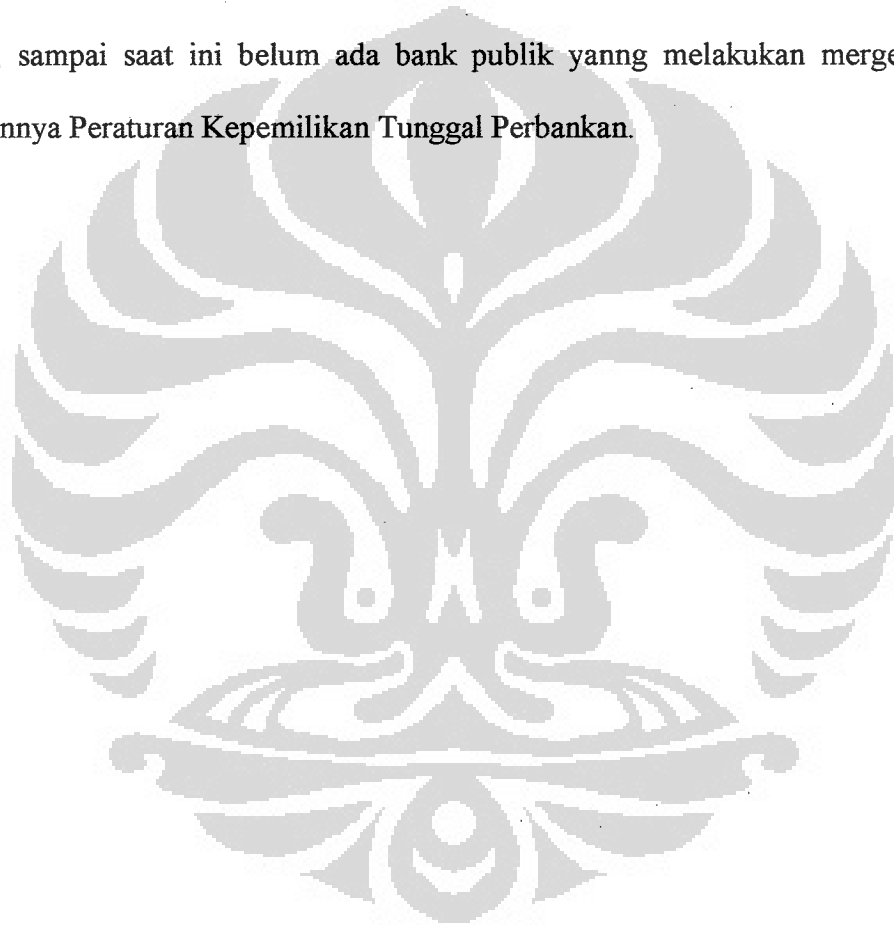 sampai saat ini belum ada bank publik yanng melakukan merge
nnya Peraturan Kepemilikan Tunggal Perbankan.